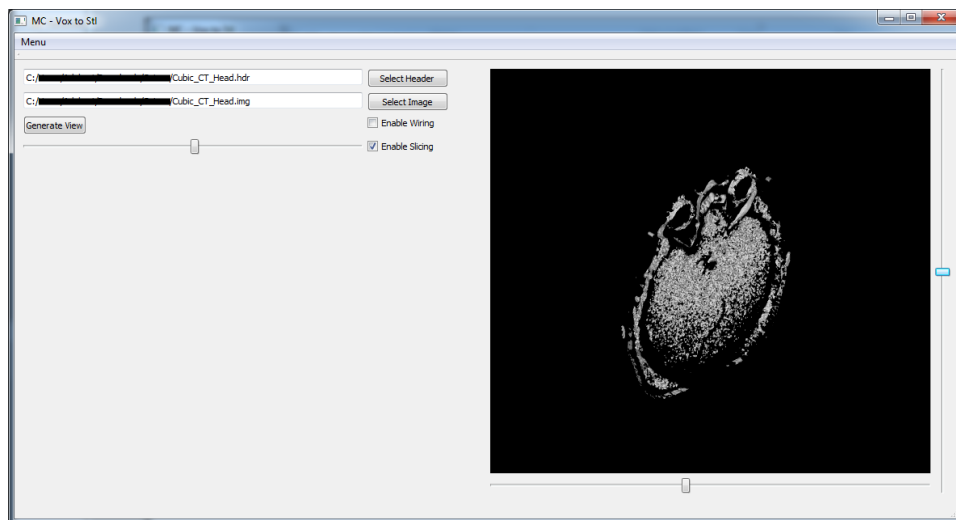 MC - Vox to Stl
Menu
C:/ /Cubic_CT_Head.hdr
Select Header
C:/ /Cubic_CT_Head.img
Select Image
Generate View
Enable Wiring
Enable Slicing